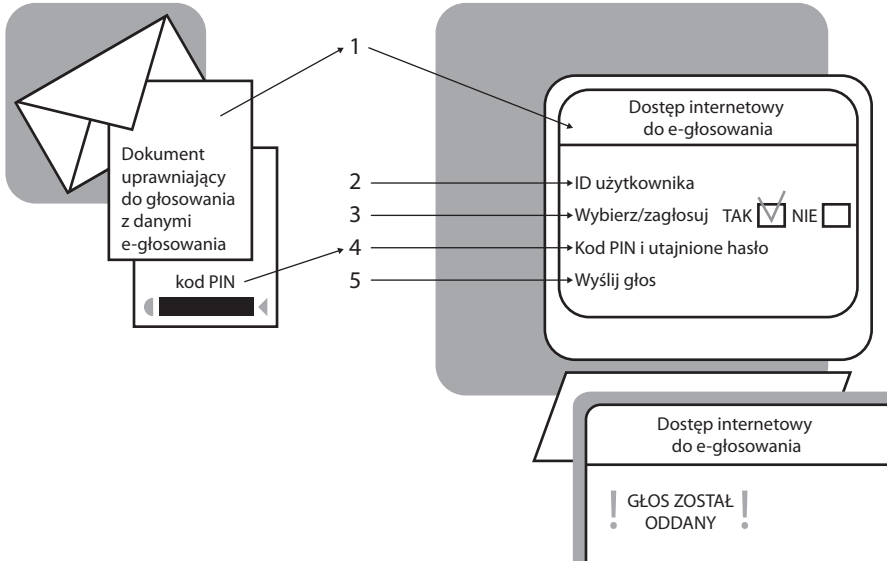 Dokument
uprawniający
do głosowania
z danymi
e-głosowania
kod PIN
1
2
3
4
5
Dostęp internetowy
do e-głosowania
ID użytkownika
Wybierz/zagłosuj TAK NIE
Kod PIN i utajnione hasło
Wyślij głos
Dostęp internetowy
do e-głosowania
! GŁOS ZOSTAŁ !
ODDANY